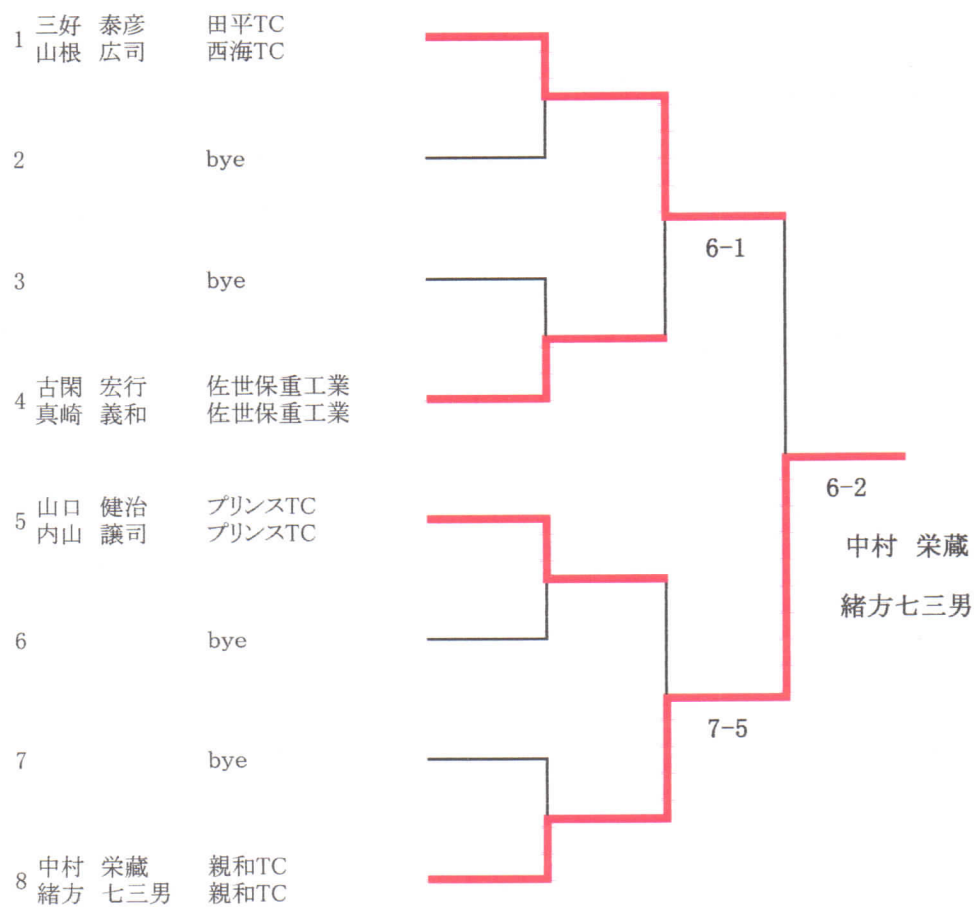 1 三好 泰彦 田平TC
山根 広司 西海TC
2 bye
6-1
3 bye
4 古閑 宏行 佐世保重工業
真崎 義和 佐世保重工業
6-2
5 山口 健治 プリンスTC
内山 譲司 プリンスTC
中村 栄蔵
緒方七三男
6 bye
7-5
7 bye
8 中村 栄蔵 親和TC
緒方 七三男 親和TC